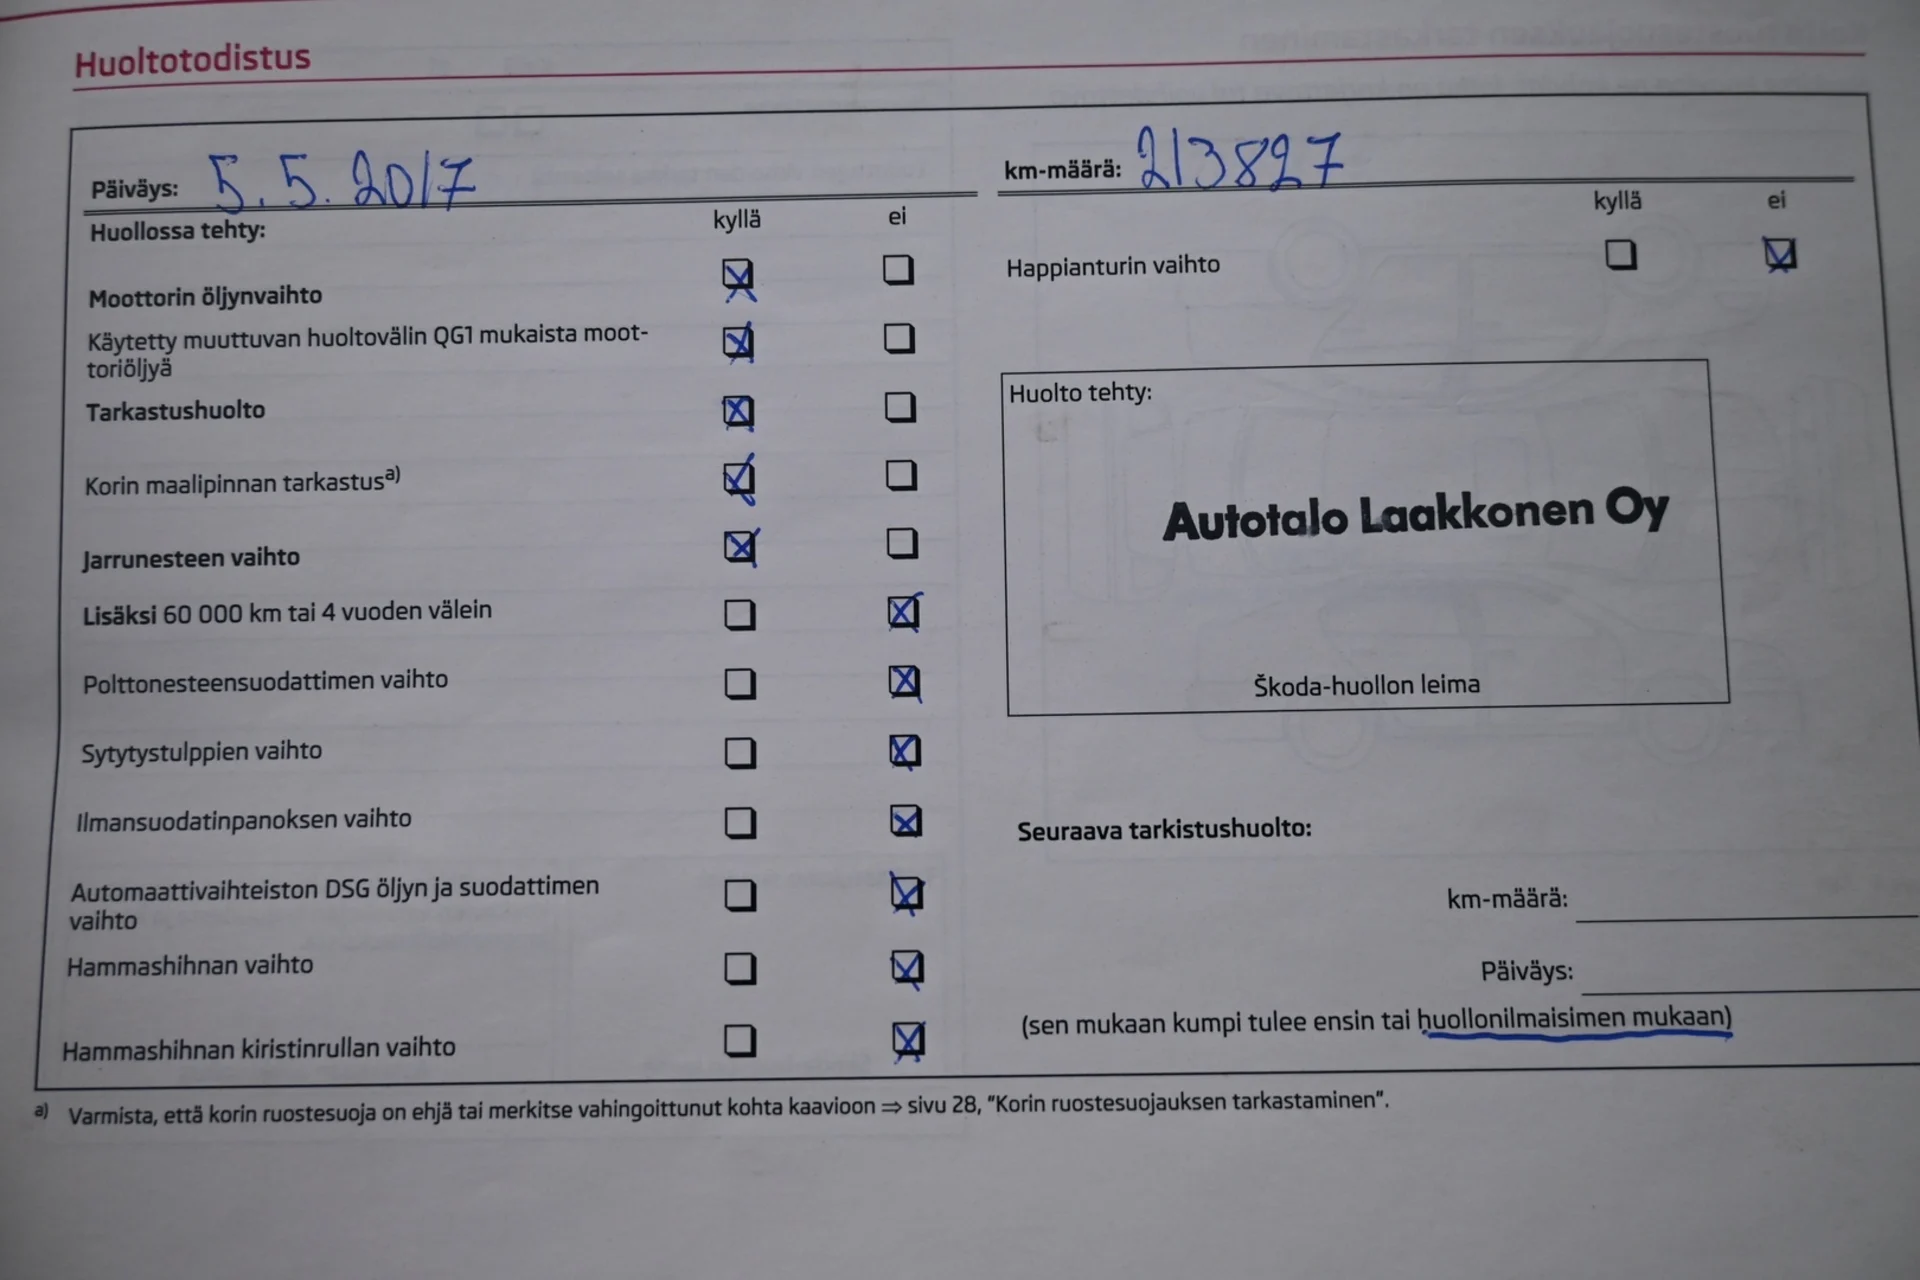 Huoltotodistus
Päiväys: 5.5.2017
km-määrä: 213827
Huollossa tehty:
kyllä
ei
Moottorin öljynvaihto
Käytetty muuttuvan huoltovälin QG1 mukaista moot-
toriöljyä
Tarkastushuolto
Korin maalipinnan tarkastusa)
Jarrunesteen vaihto
Lisäksi 60 000 km tai 4 vuoden välein
Polttonesteensuodattimen vaihto
Sytytystulppien vaihto
Ilmansuodatinpanoksen vaihto
Automaattivaihteiston DSG öljyn ja suodattimen
vaihto
Hammashihnan vaihto
Hammashihnan kiristinrullan vaihto
kyllä
ei
Happianturin vaihto
Huolto tehty:
Autotalo Laakkonen Oy
Škoda-huollon leima
Seuraava tarkistushuolto:
km-määrä:
Päiväys:
(sen mukaan kumpi tulee ensin tai huollonilmaisimen mukaan)
a) Varmista, että korin ruostesuoja on ehjä tai merkitse vahingoittunut kohta kaavioon ⇒ sivu 28, "Korin ruostesuojauksen tarkastaminen".